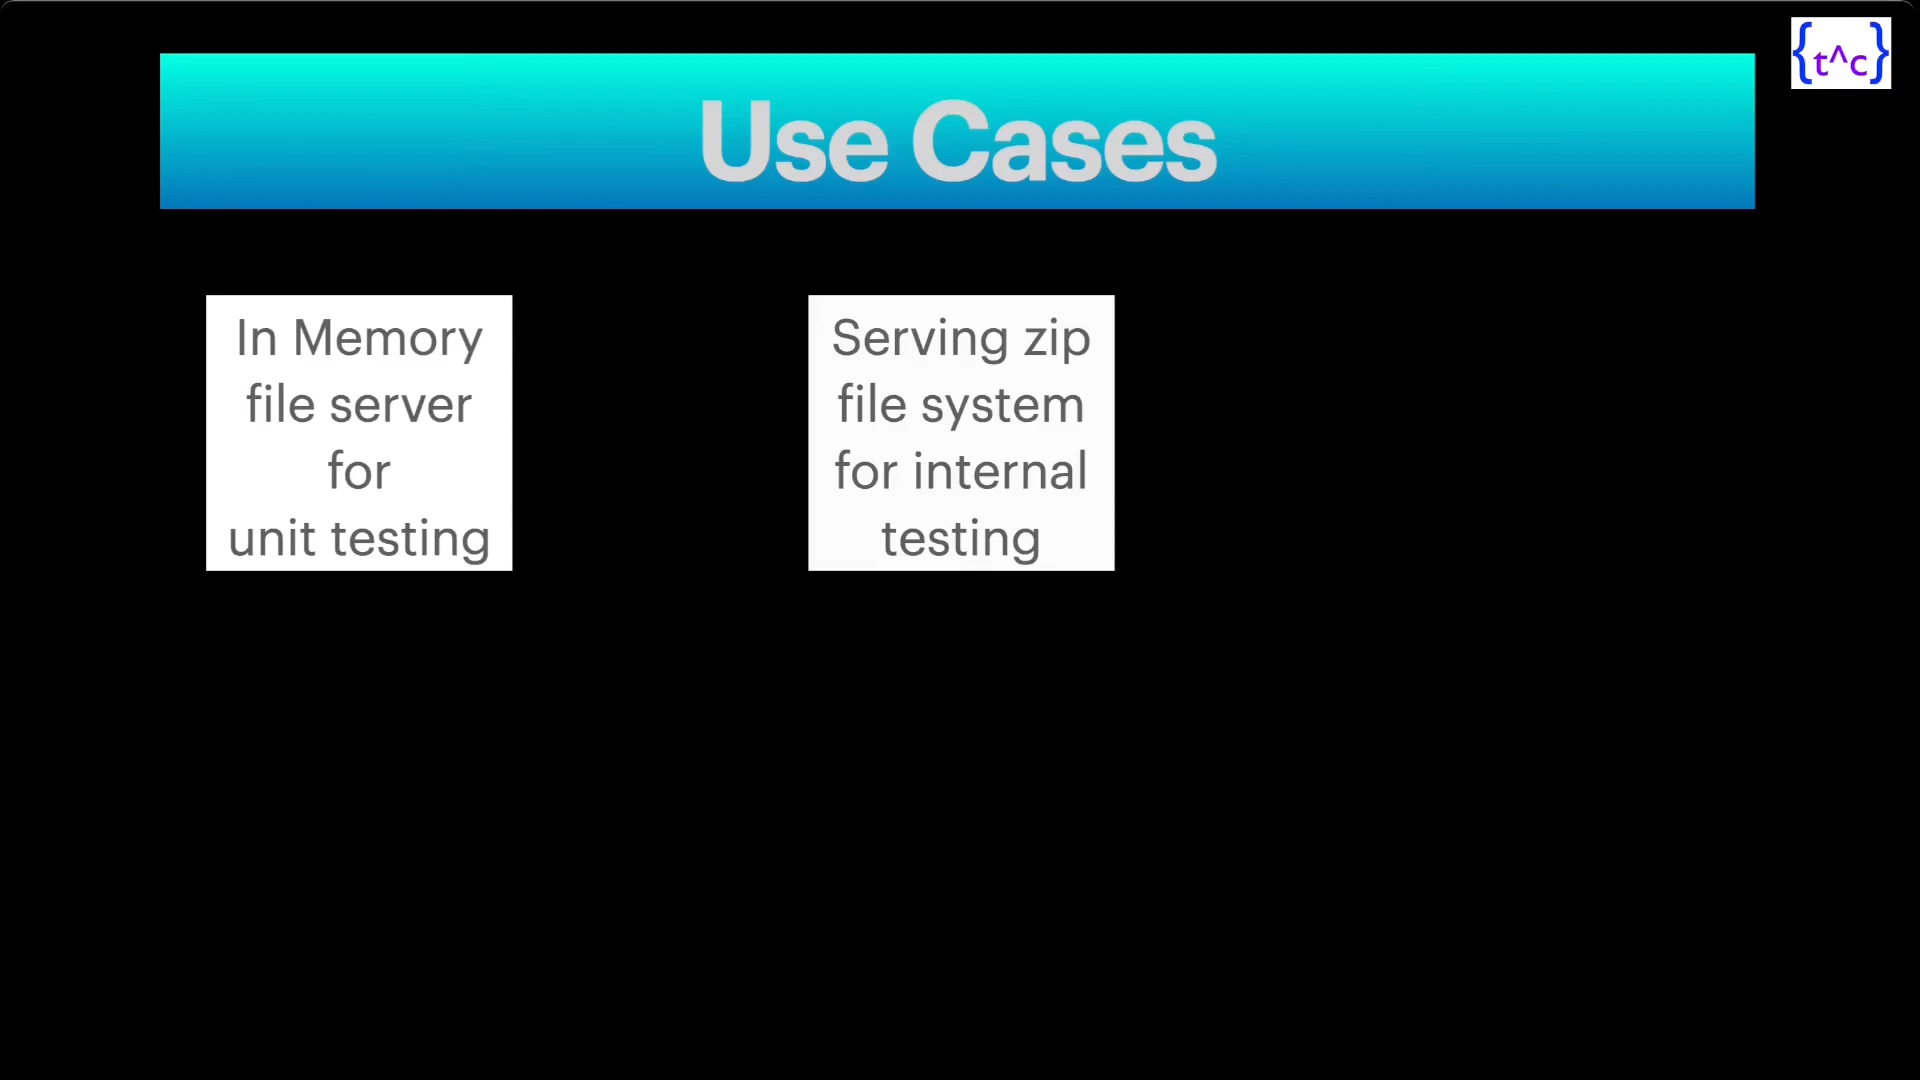 {t^c}
Use Cases
In Memory
file server
for
unit testing
Serving zip
file system
for internal
testing